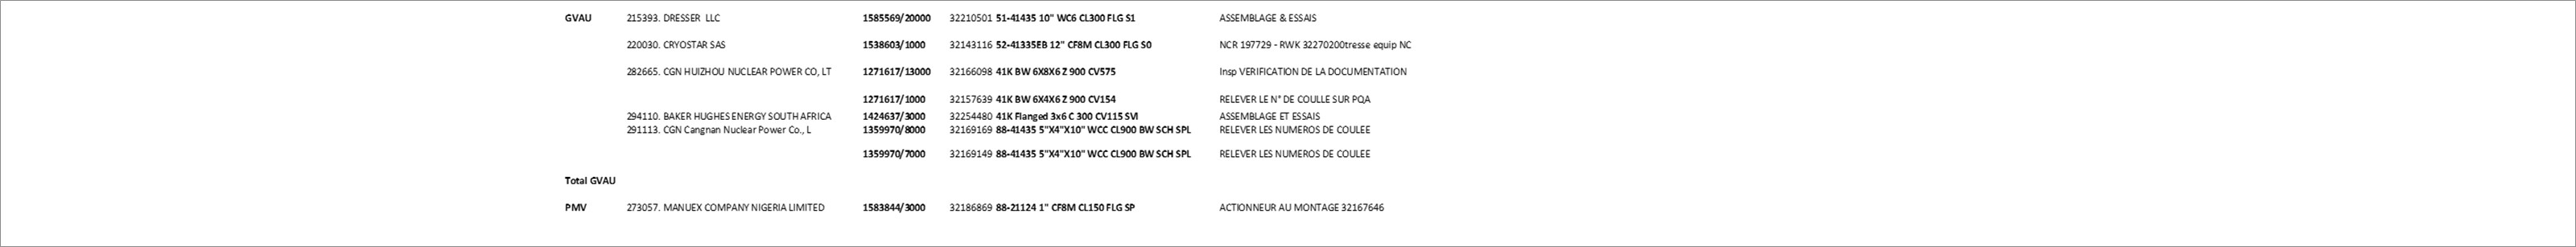 GVAU 215393. DRESSER LLC 1585569/20000 32210501 51-41435 10" WC6 CL300 FLG S1 ASSEMBLAGE & ESSAIS
220030. CRYOSTAR SAS 1538603/1000 32143116 52-41335EB 12" CF8M CL300 FLG S0 NCR 197729 - RWK 32270200tresse equip NC
282665. CGN HUIZHOU NUCLEAR POWER CO, LT 1271617/13000 32166098 41K BW 6X8X6 Z 900 CV575 Insp VERIFICATION DE LA DOCUMENTATION
1271617/1000 32157639 41K BW 6X4X6 Z 900 CV154 RELEVER LE N° DE COULLE SUR PQA
294110. BAKER HUGHES ENERGY SOUTH AFRICA 1424637/3000 32254480 41K Flanged 3x6 C 300 CV115 SVI ASSEMBLAGE ET ESSAIS
291113. CGN Cangnan Nuclear Power Co., L 1359970/8000 32169169 88-41435 5"X4"X10" WCC CL900 BW SCH SPL RELEVER LES NUMEROS DE COULEE
1359970/7000 32169149 88-41435 5"X4"X10" WCC CL900 BW SCH SPL RELEVER LES NUMEROS DE COULEE
Total GVAU
PMV 273057. MANUEX COMPANY NIGERIA LIMITED 1583844/3000 32186869 88-21124 1" CF8M CL150 FLG SP ACTIONNEUR AU MONTAGE 32167646